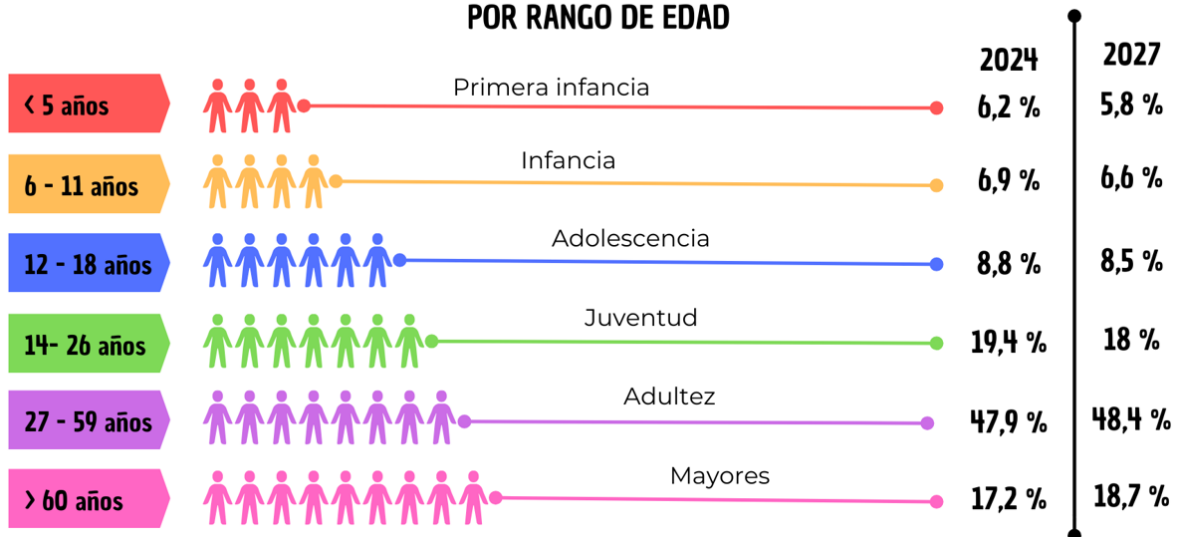 POR RANGO DE EDAD
2024 2027
< 5 años Primera infancia 6,2 % 5,8 %
6 - 11 años Infancia 6,9 % 6,6 %
12 - 18 años Adolescencia 8,8 % 8,5 %
14- 26 años Juventud 19,4 % 18 %
27 - 59 años Adultez 47,9 % 48,4 %
> 60 años Mayores 17,2 % 18,7 %